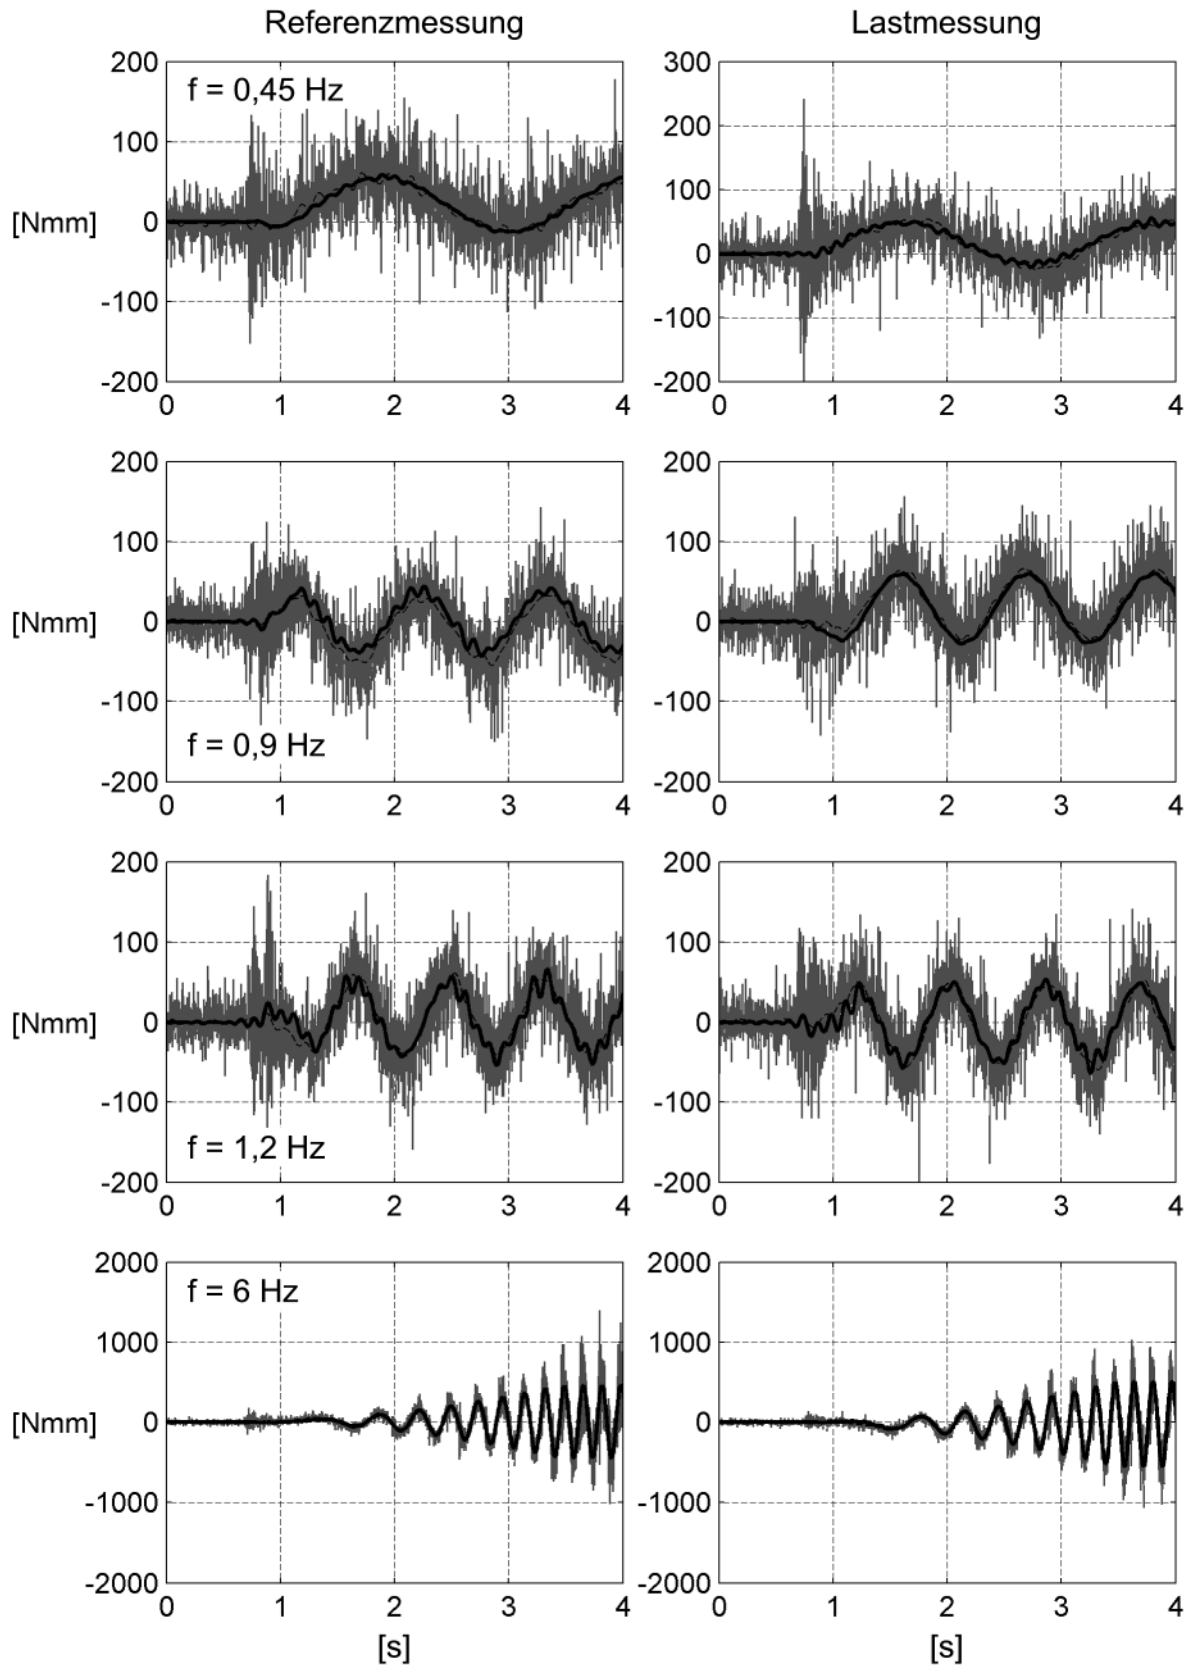 Referenzmessung Lastmessung
200 300
f = 0,45 Hz
200
100
100
[Nmm] 0
0
-100
-100
-200 -200
0 1 2 3 4 0 1 2 3 4
200 200
100 100
[Nmm] 0 0
-100 -100
f = 0,9 Hz
-200 -200
0 1 2 3 4 0 1 2 3 4
200 200
100 100
[Nmm] 0 0
-100 -100
f = 1,2 Hz
-200 -200
0 1 2 3 4 0 1 2 3 4
2000 2000
f = 6 Hz
1000 1000
[Nmm] 0 0
-1000 -1000
-2000 -2000
0 1 2 3 4 0 1 2 3 4
[s] [s]